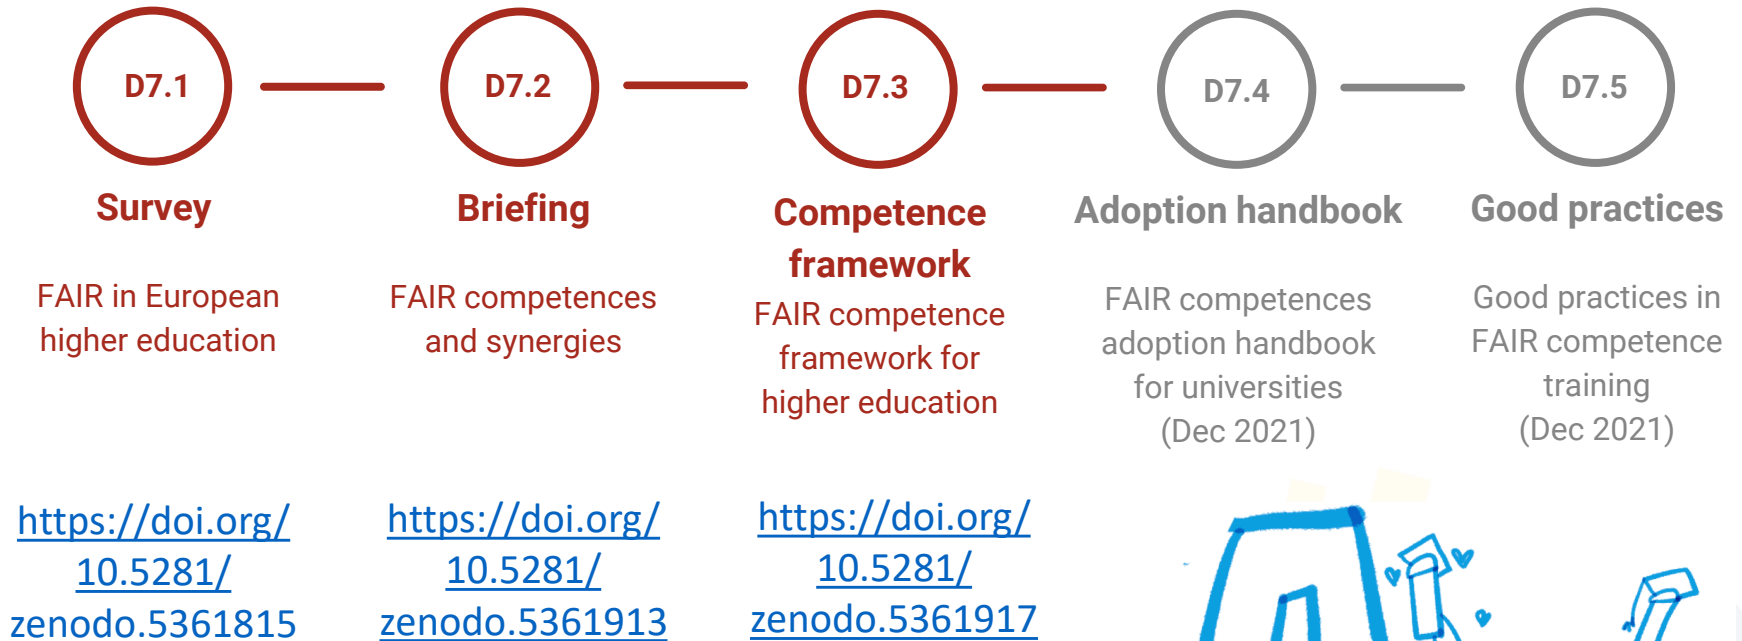 D7.1
Survey
FAIR in European
higher education
https://doi.org/
10.5281/
zenodo.5361815
D7.2
Briefing
FAIR competences
and synergies
https://doi.org/
10.5281/
zenodo.5361913
D7.3
Competence
framework
FAIR competence
framework for
higher education
https://doi.org/
10.5281/
zenodo.5361917
D7.4
Adoption handbook
FAIR competences
adoption handbook
for universities
(Dec 2021)
D7.5
Good practices
Good practices in
FAIR competence
training
(Dec 2021)